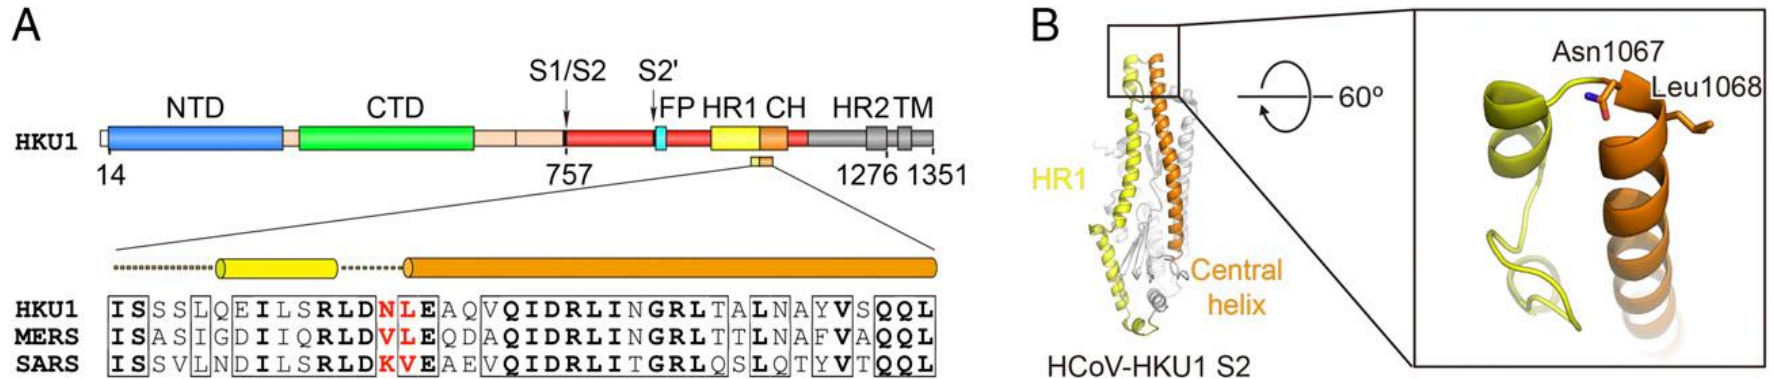 A
S1/S2 S2'
NTD CTD FP HR1 CH HR2 TM
HKU1
14 757 1276 1351
HKU1 ISSSLQEILSRLDNLEAQVQIDRLINGRLTALNAYVSQQL
MERS ISASIGDIIQRLDVLEQDAQIDRLINGRLTTLNAFVAQQL
SARS ISSVLNDILSRLDKVEAEVQIDRLITGRLQSLQTYVTQQL
B
HR1
Central
helix
HCoV-HKU1 S2
60º
Asn1067
Leu1068